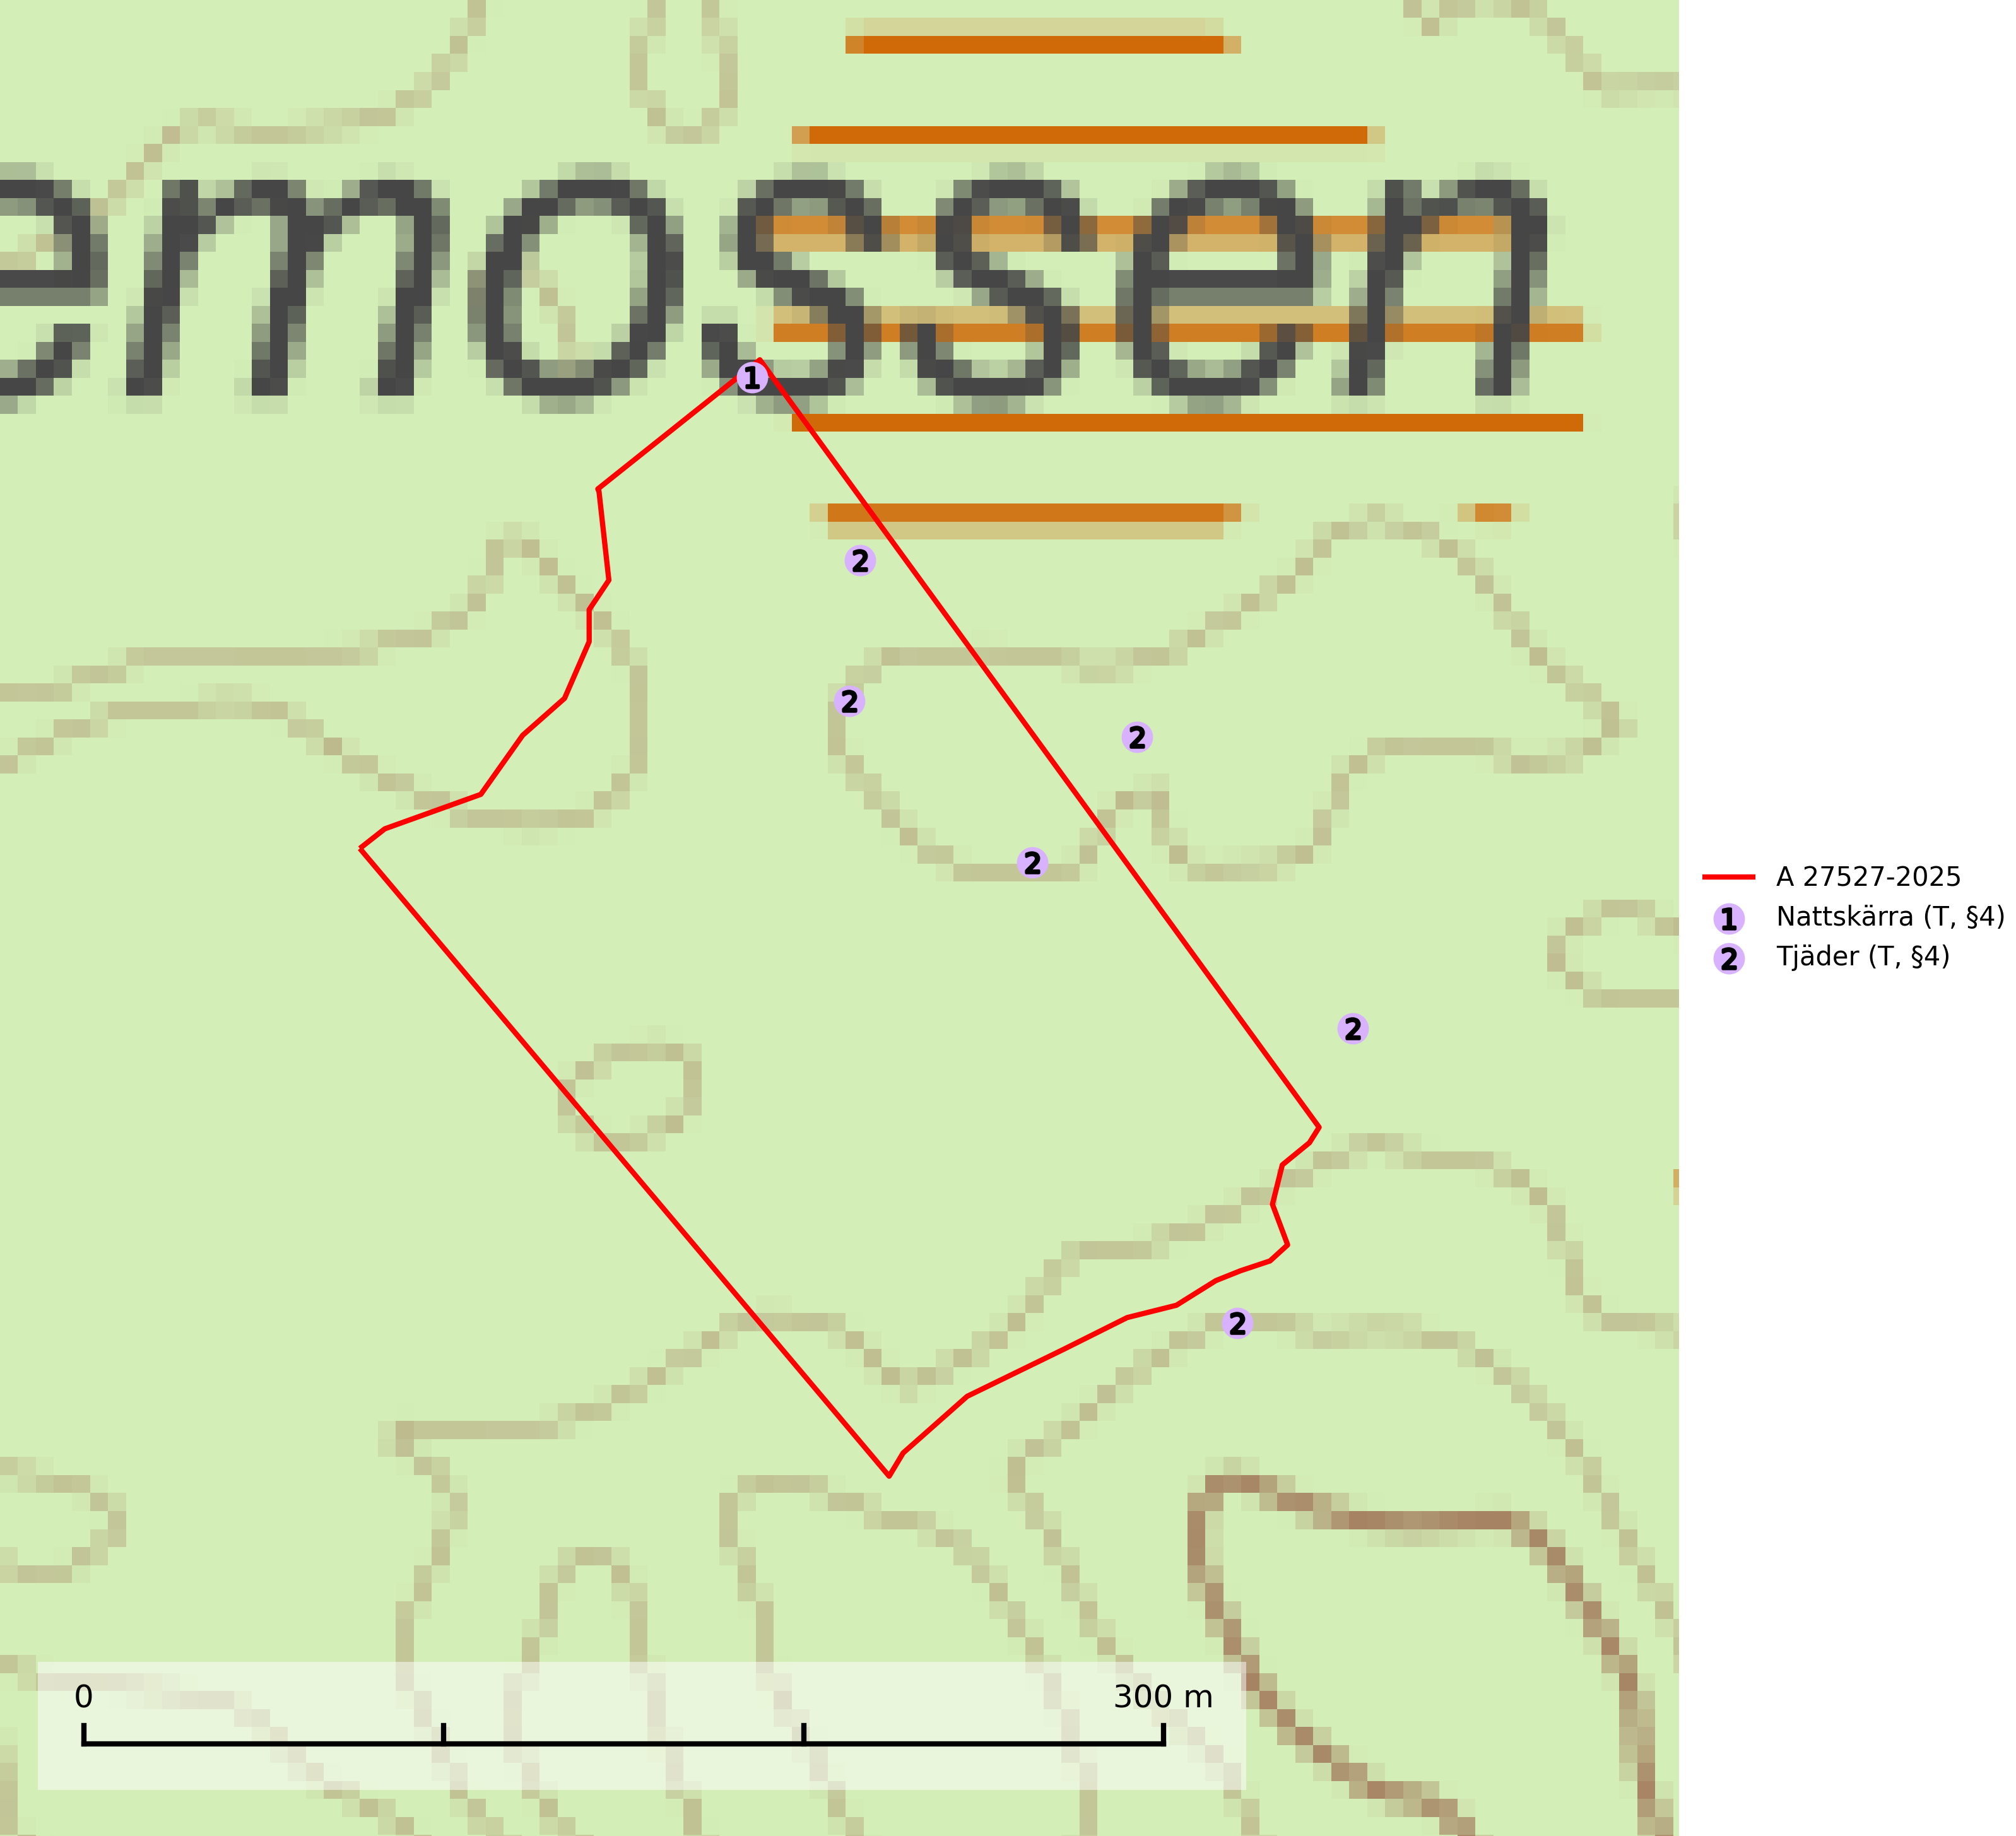 emossen
1
2
2
2
2
2
2
A 27527-2025
1 Nattskärra (T, §4)
2 Tjäder (T, §4)
0 300 m